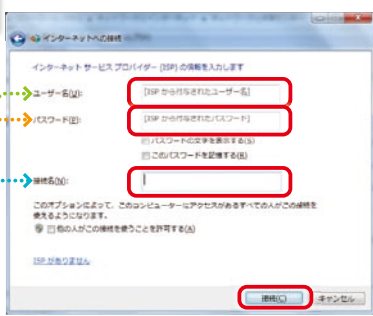 インターネットへの接続
インターネット サービス プロバイダー (ISP) の情報を入力します
ユーザー名(U):
[ISP から付与されたユーザー名]
パスワード(P):
[ISP から付与されたパスワード]
パスワードの文字を表示する(S)
このパスワードを記憶する(R)
接続名(N):
このオプションによって、このコンピューターにアクセスがあるすべての人がこの接続を
使えるようになります。
他の人がこの接続を使うことを許可する(A)
ISP がありません
接続(C)
キャンセル